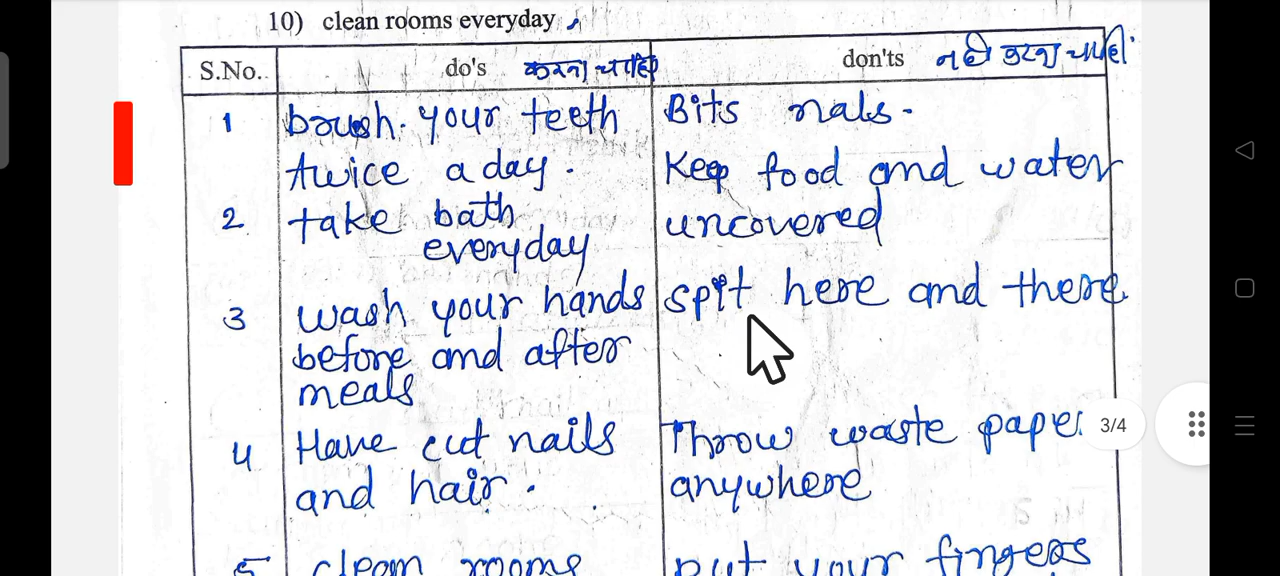 10) clean rooms everyday
S.No.. do's करना चाहिए don'ts नही करना चाहिए
1 brush. your teeth Bits nals.
twice a day. Keep food and water
2 take bath uncovered
everyday
3 wash your hands spit here and there
before and after
meals
4 Have cut nails Throw waste paper
and hair. anywhere
3/4
5 clean rooms put your fingers